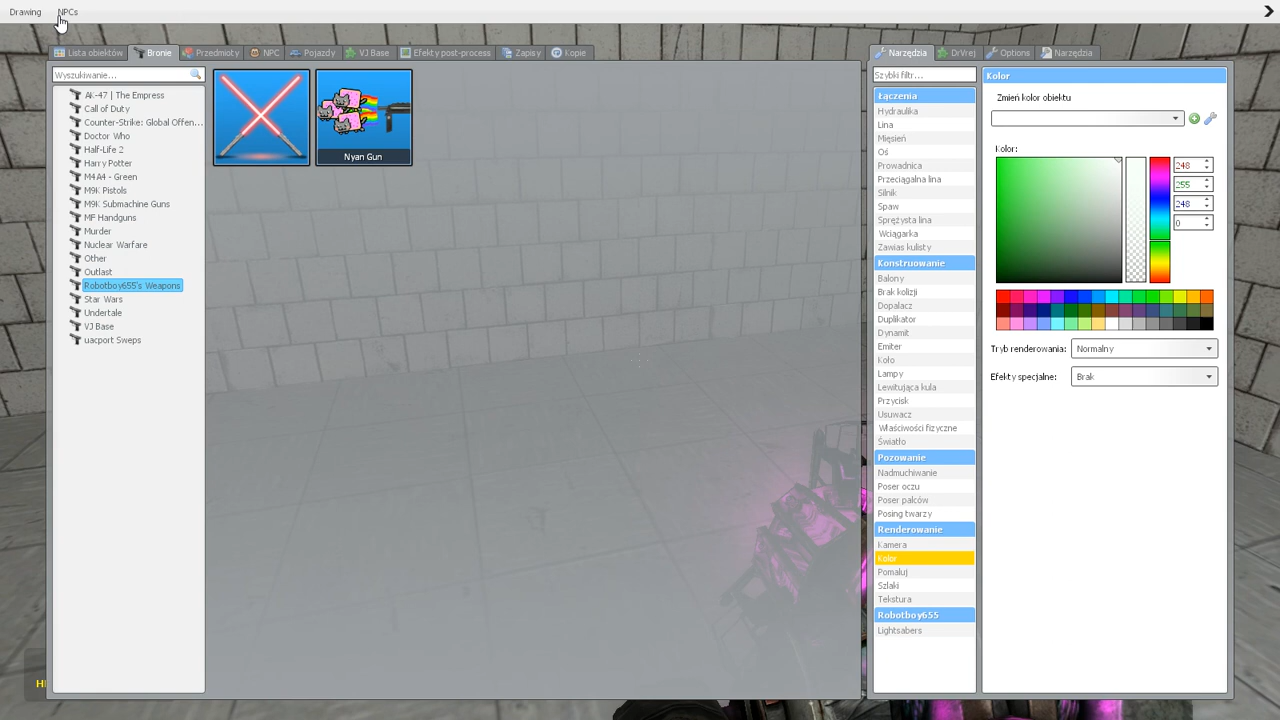 Drawing NPCs
Lista obiektów Bronie Przedmioty NPC Pojazdy VJ Base Efekty post-process Zapisy Kopie
Wyszukiwanie...
AK-47 | The Empress
Call of Duty
Counter-Strike: Global Offen...
Doctor Who
Half-Life 2
Harry Potter
M4A4 - Green
M9K Pistols
M9K Submachine Guns
MF Handguns
Murder
Nuclear Warfare
Other
Outlast
Robotboy655's Weapons
Star Wars
Undertale
VJ Base
uacport Sweps
Nyan Gun
Narzędzia DrVrej Options Narzędzia
Szybki filtr...
Łączenia
Hydraulika
Lina
Mięsień
Oś
Prowadnica
Przeciągalna lina
Silnik
Spaw
Sprężysta lina
Wciągarka
Zawias kulisty
Konstruowanie
Balony
Brak kolizji
Dopalacz
Duplikator
Dynamit
Emiter
Koło
Lampy
Lewitująca kula
Przycisk
Usuwacz
Właściwości fizyczne
Światło
Pozowanie
Nadmuchiwanie
Poser oczu
Poser palców
Posing twarzy
Renderowanie
Kamera
Kolor
Pomaluj
Szlaki
Tekstura
Robotboy655
Lightsabers
Kolor
Zmień kolor obiektu
Kolor:
248
255
248
0
Tryb renderowania: Normalny
Efekty specjalne: Brak